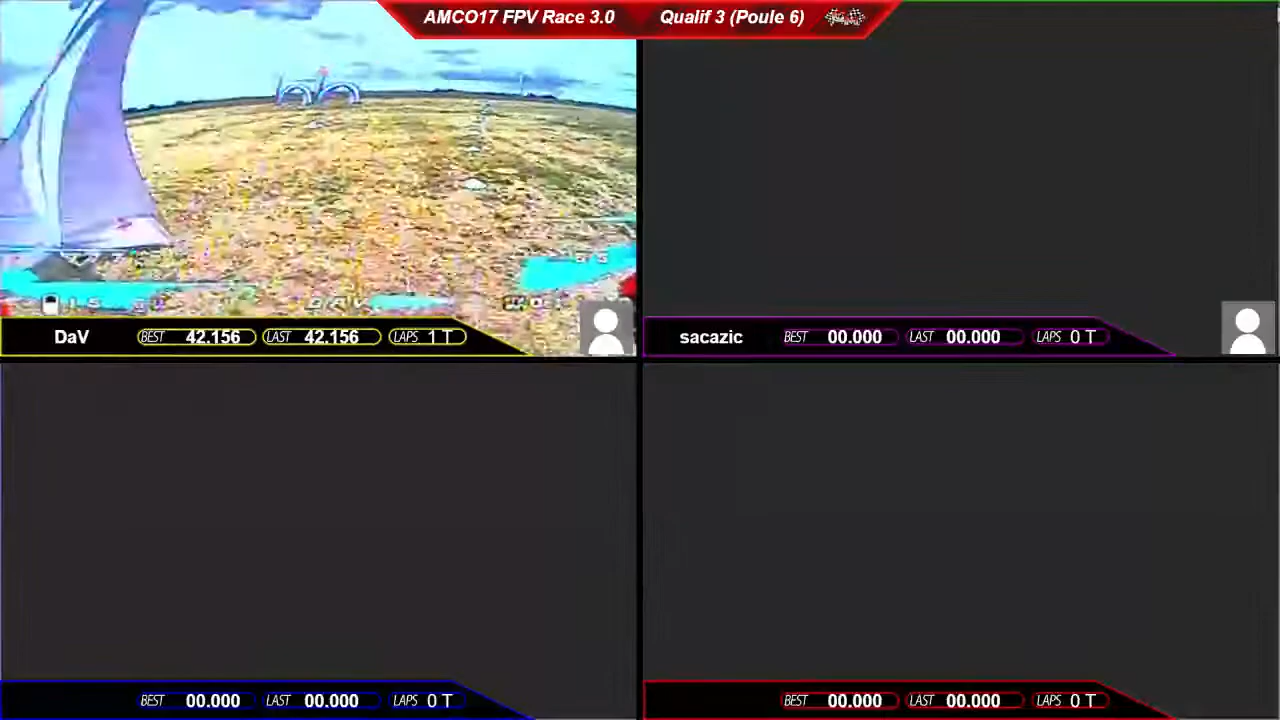 AMCO17 FPV Race 3.0 Qualif 3 (Poule 6)
DAV
DaV BEST 42.156 LAST 42.156 LAPS 1 T
sacazic BEST 00.000 LAST 00.000 LAPS 0 T
BEST 00.000 LAST 00.000 LAPS 0 T
BEST 00.000 LAST 00.000 LAPS 0 T